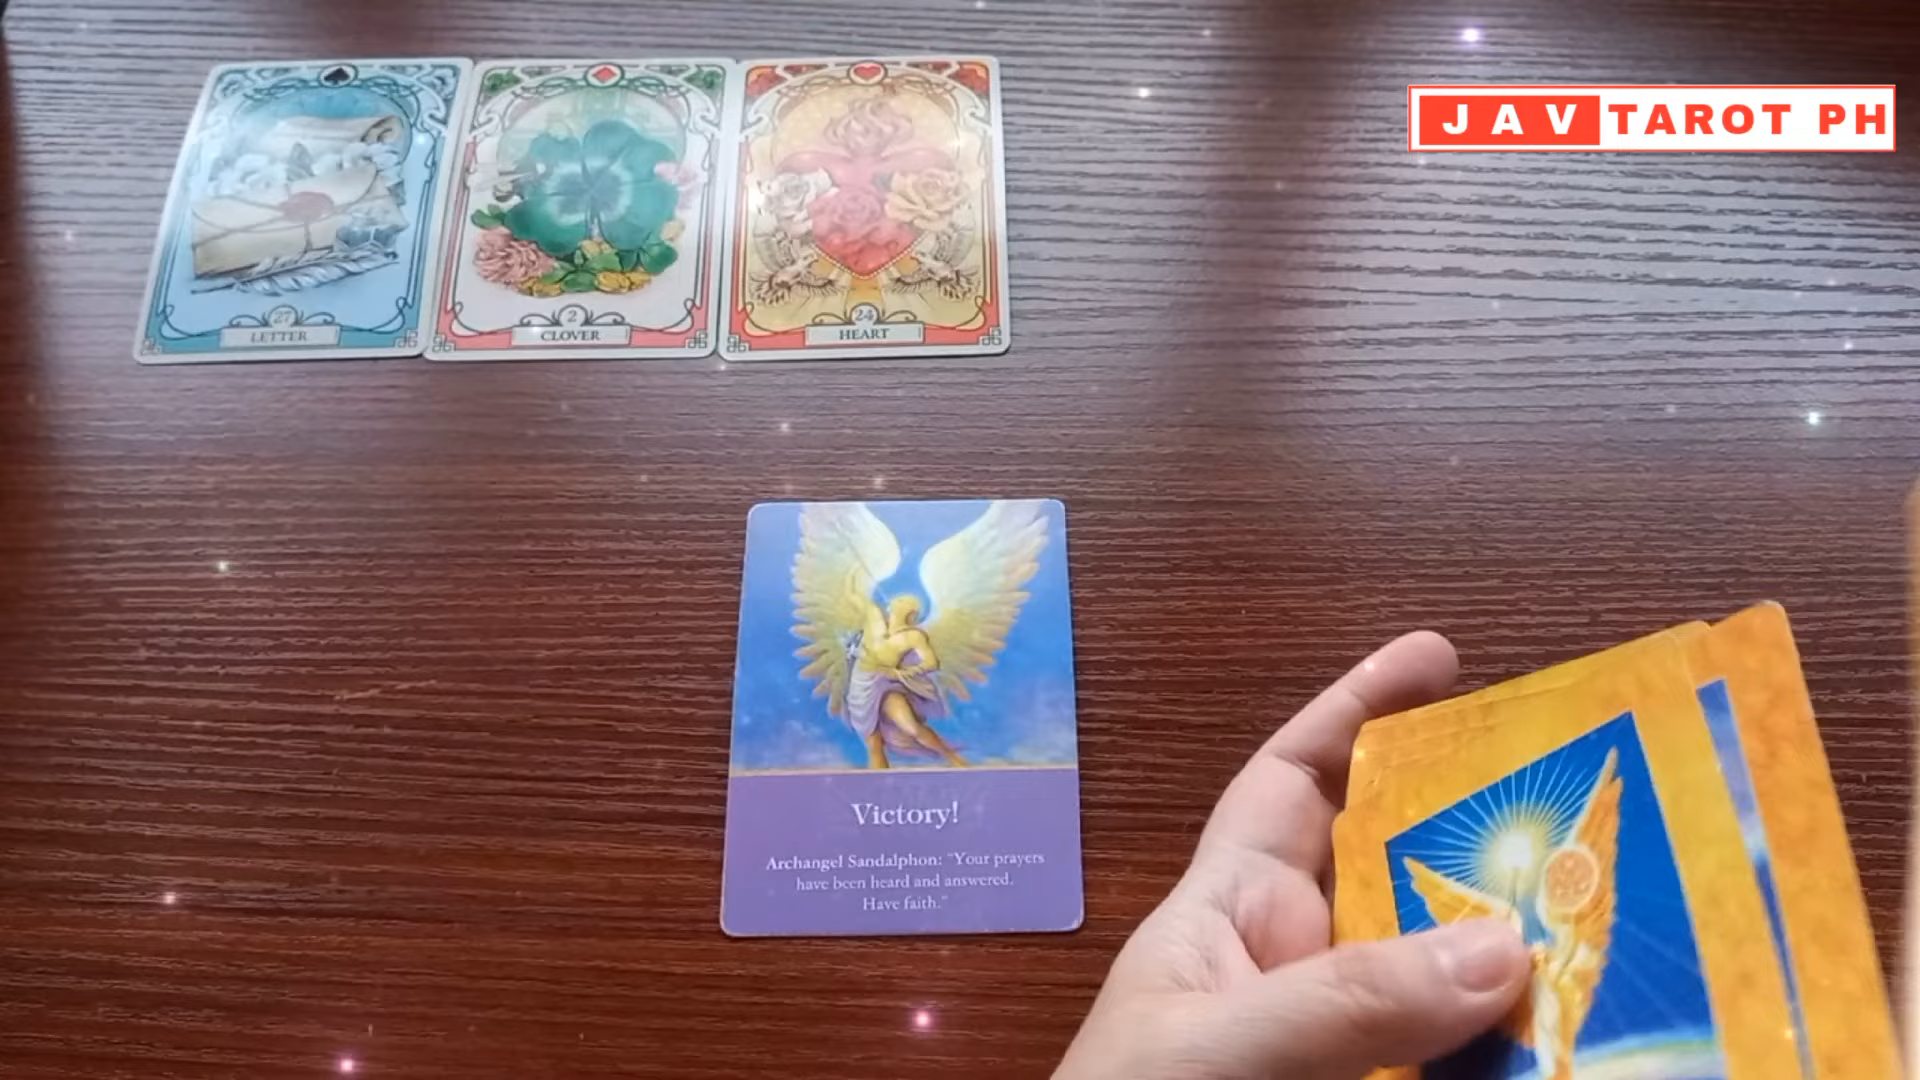 JAV TAROT PH
27
LETTER
2
CLOVER
24
HEART
Victory!
Archangel Sandalphon: "Your prayers
have been heard and answered.
Have faith."